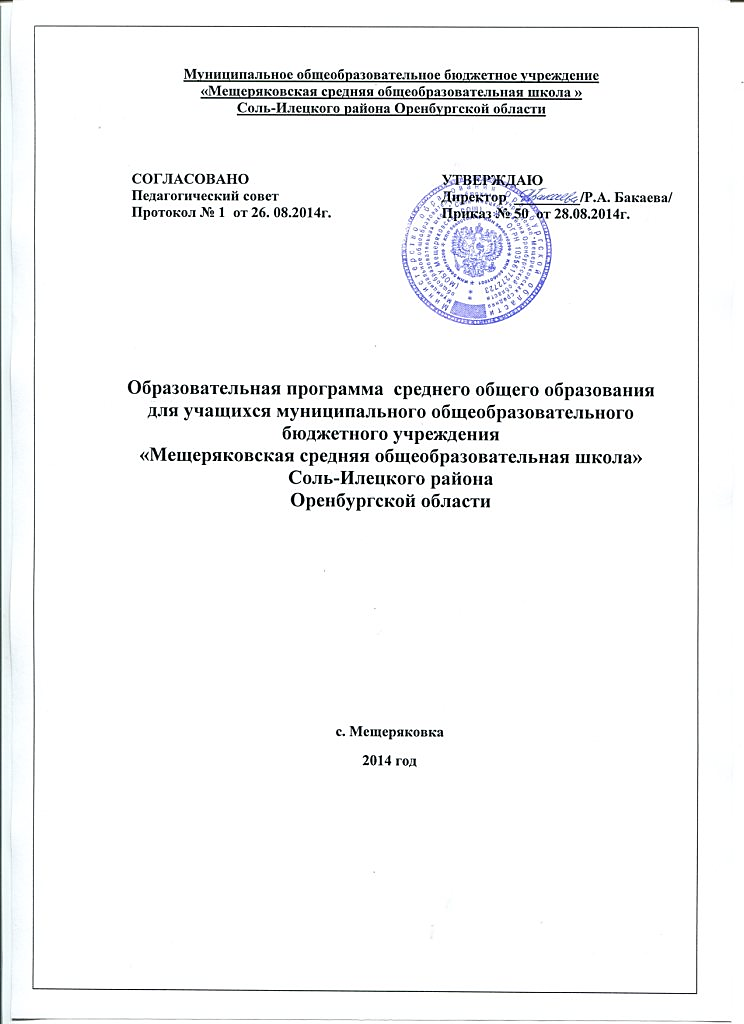 Муниципальное общеобразовательное бюджетное учреждение
«Мещеряковская средняя общеобразовательная школа »
Соль-Илецкого района Оренбургской области
СОГЛАСОВАНО
Педагогический совет
Протокол № 1 от 26. 08.2014г.
УТВЕРЖДАЮ
Директор /Р.А. Бакаева/
Приказ № 50 от 28.08.2014г.
Образовательная программа среднего общего образования
для учащихся муниципального общеобразовательного
бюджетного учреждения
«Мещеряковская средняя общеобразовательная школа»
Соль-Илецкого района
Оренбургской области
с. Мещеряковка
2014 год